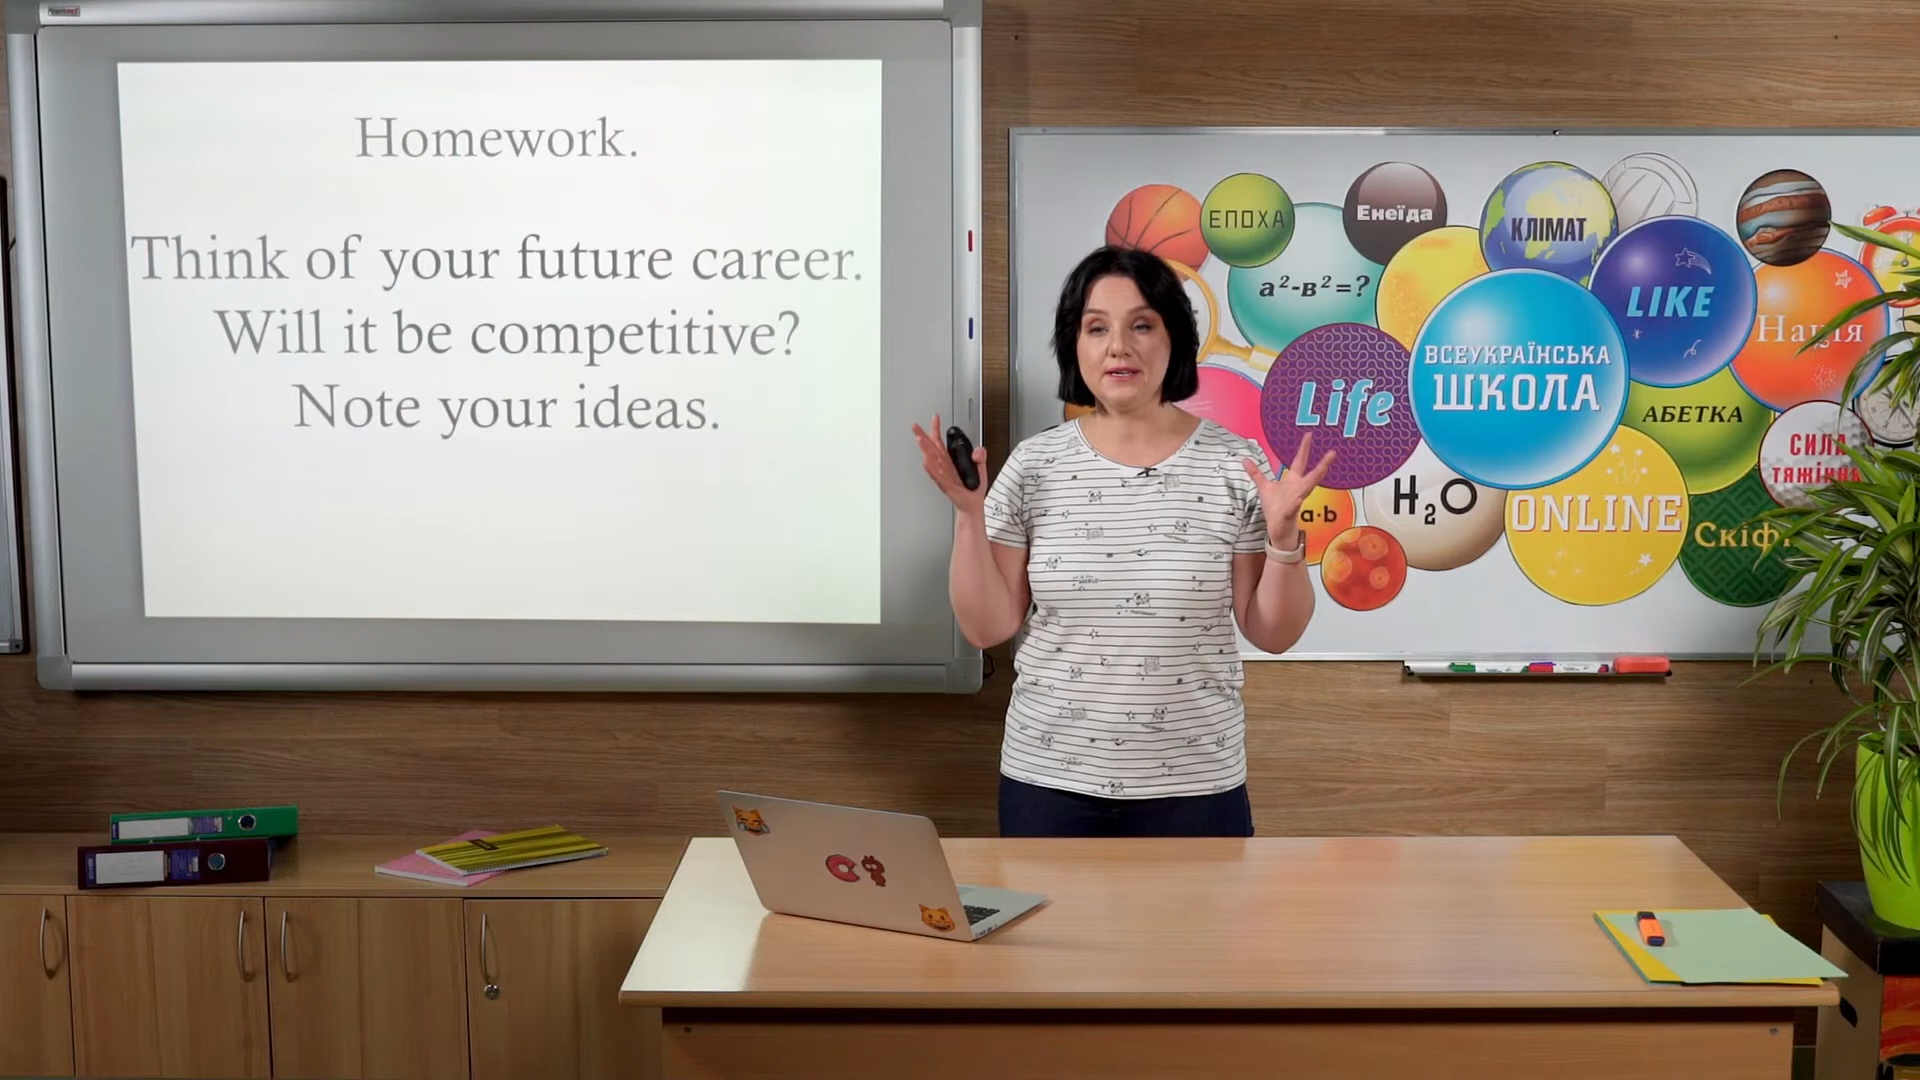 Homework.
Think of your future career.
Will it be competitive?
Note your ideas.
ЕПОХА
Енеїда
КЛІМАТ
a²-в²=?
LIKE
Нація
Life
ВСЕУКРАЇНСЬКА
ШКОЛА
АБЕТКА
СИЛА
ТЯЖІННЯ
H₂O
ONLINE
a·b